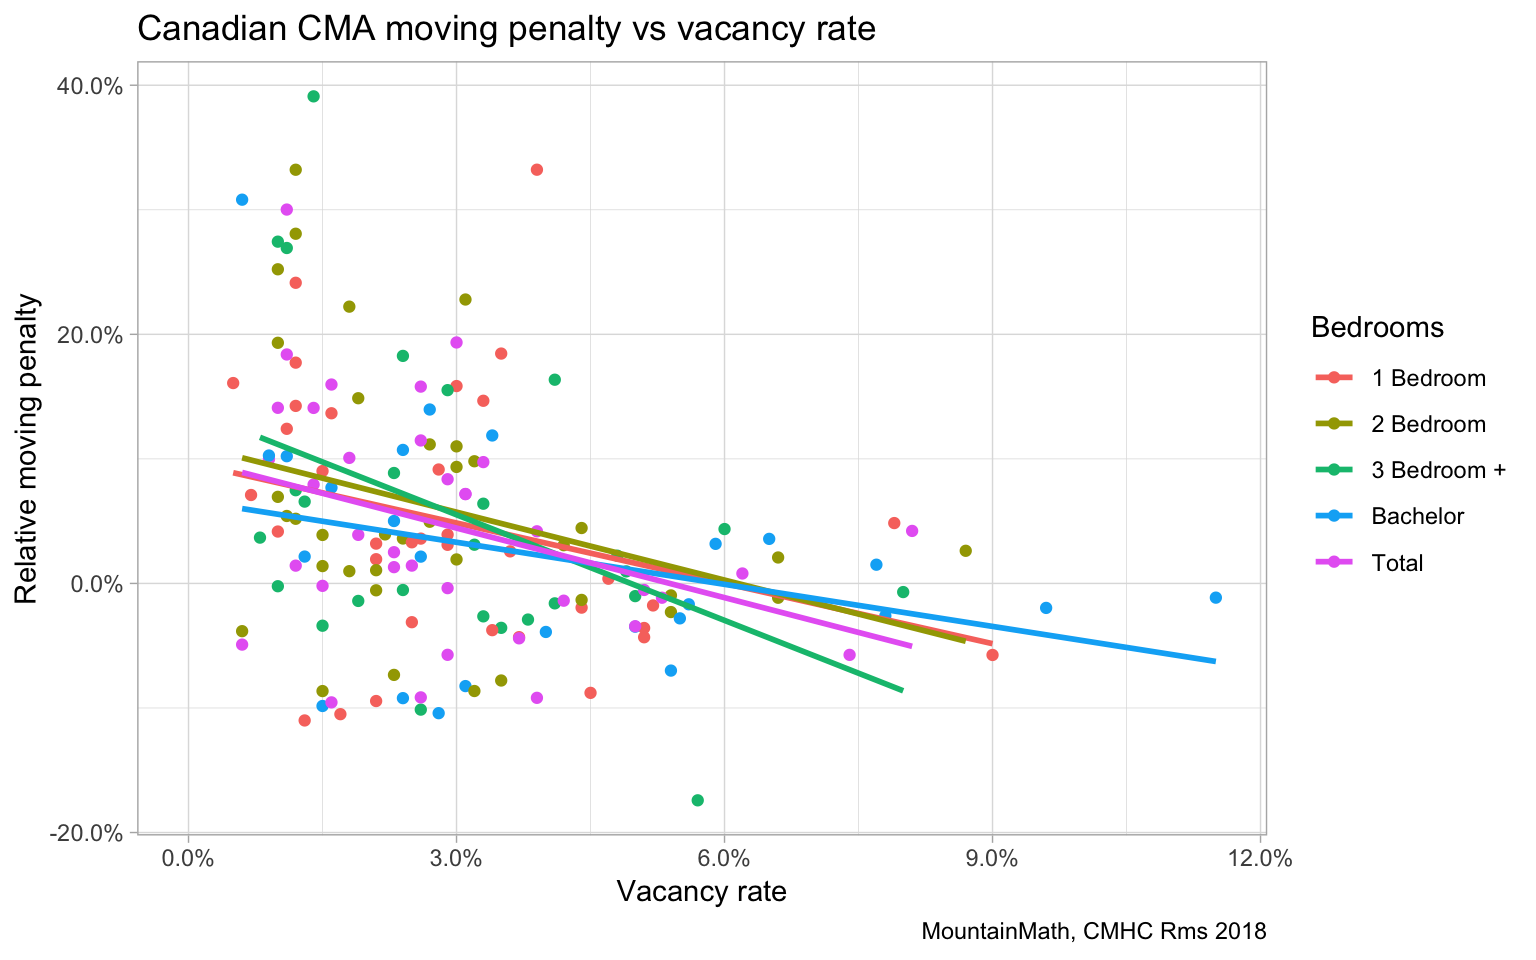 Canadian CMA moving penalty vs vacancy rate
Relative moving penalty
40.0%
20.0%
0.0%
-20.0%
0.0%
3.0%
6.0%
9.0%
12.0%
Vacancy rate
Bedrooms
1 Bedroom
2 Bedroom
3 Bedroom +
Bachelor
Total
MountainMath, CMHC Rms 2018